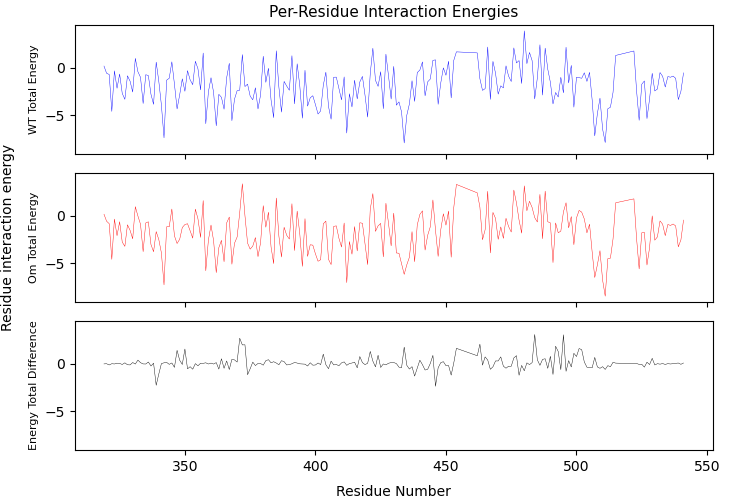 Per-Residue Interaction Energies
Residue interaction energy
WT Total Energy
0
−5
Om Total Energy
0
−5
Energy Total Difference
0
−5
350
400
450
500
550
Residue Number